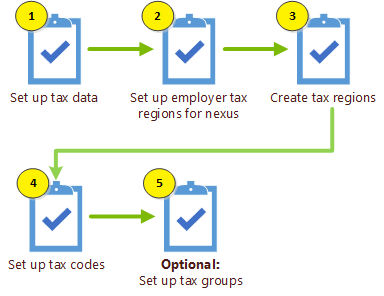 1
2
3
Set up tax data
Set up employer tax
regions for nexus
Create tax regions
4
5
Set up tax codes
Optional:
Set up tax groups